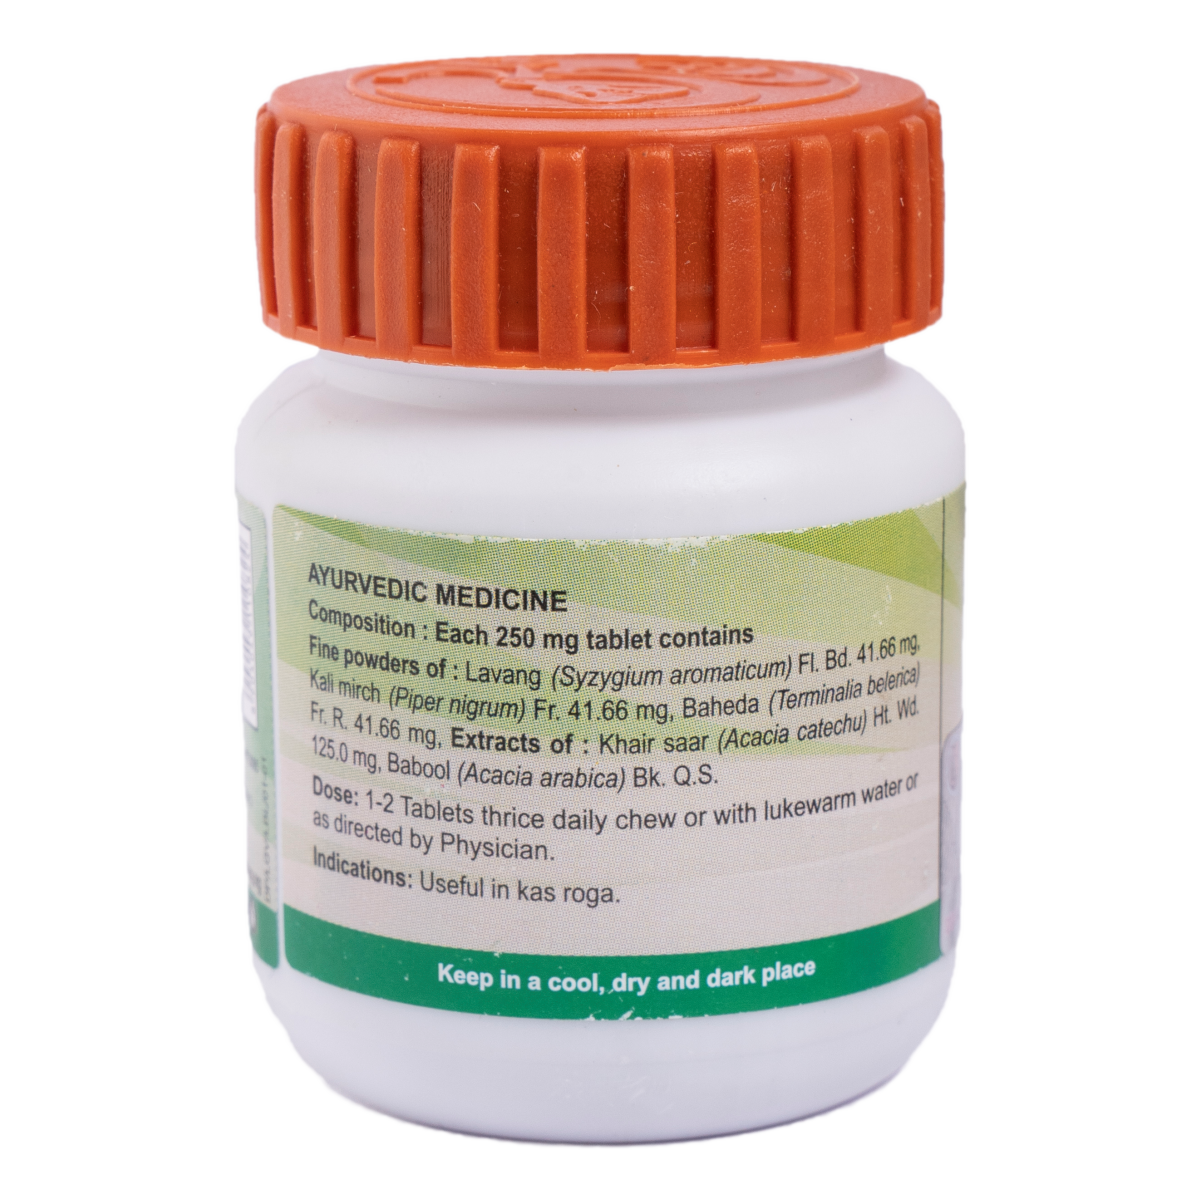 AYURVEDIC MEDICINE
Composition : Each 250 mg tablet contains
Fine powders of : Lavang (Syzygium aromaticum) Fl. Bd. 41.66 mg,
Kali mirch (Piper nigrum) Fr. 41.66 mg, Baheda (Terminalia belerica)
Fr. R. 41.66 mg, Extracts of : Khair saar (Acacia catechu) Ht. Wd.
125.0 mg, Babool (Acacia arabica) Bk. Q.S.
Dose: 1-2 Tablets thrice daily chew or with lukewarm water or
as directed by Physician.
Indications: Useful in kas roga.
Keep in a cool, dry and dark place